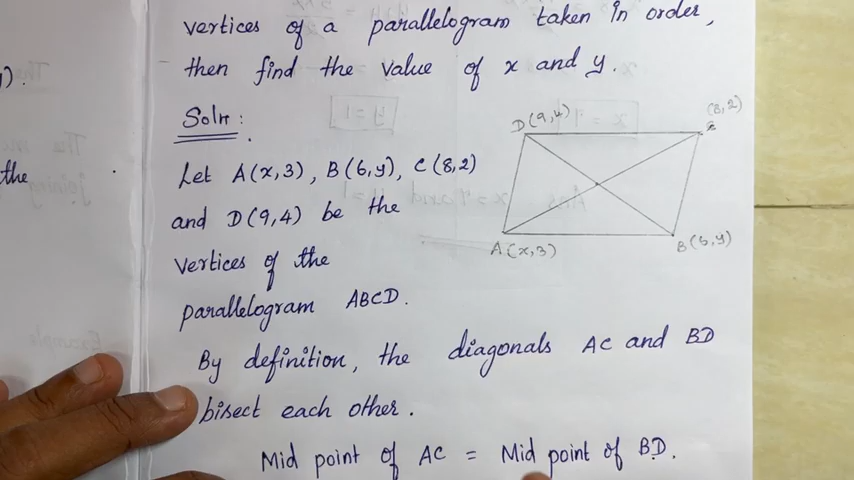 vertices of a parallelogram taken in order,
then find the value of x and y.
Soln:
Let A(x,3), B(6,y), C(8,2)
and D(9,4) be the
vertices of the
parallelogram ABCD.
D(9,4)
(8,2)
A(x,3)
B(6,y)
By definition, the diagonals AC and BD
bisect each other.
Mid point of AC = Mid point of BD.
y).
the